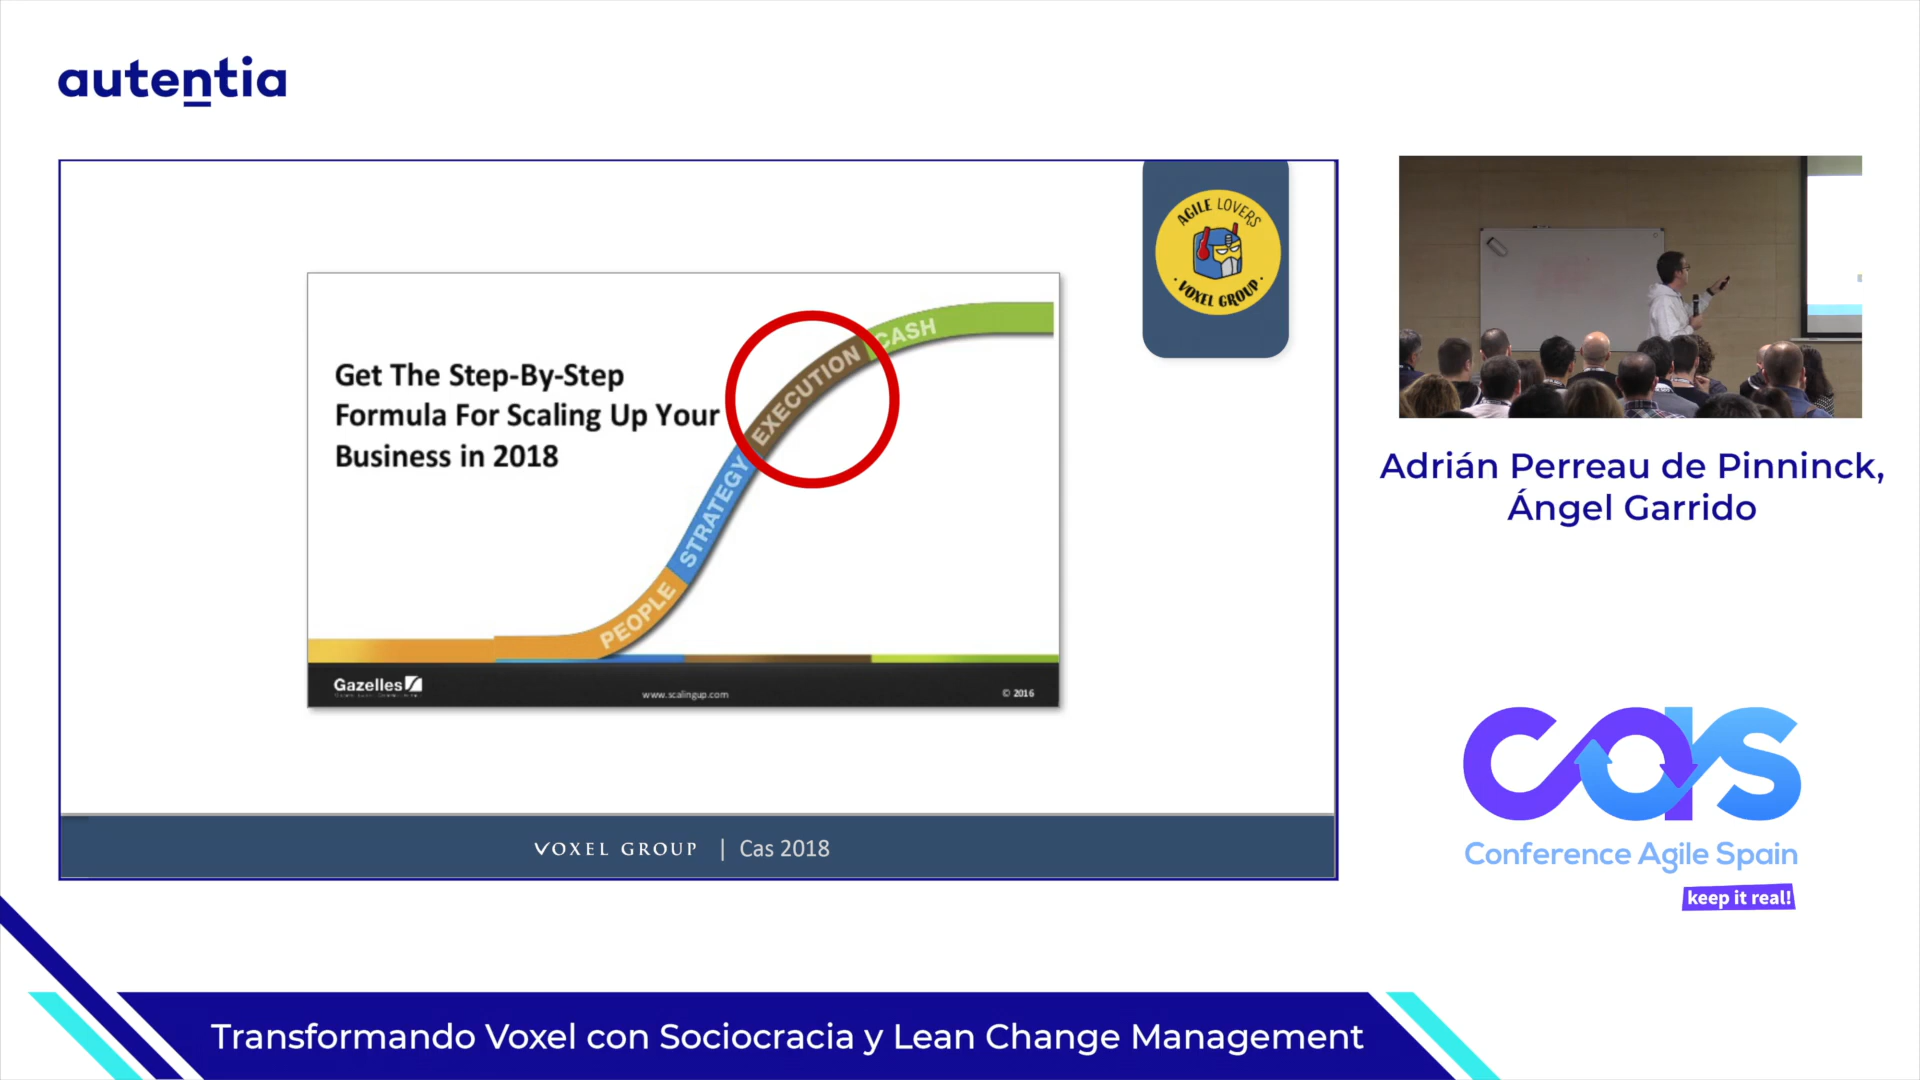 autentia
AGILE LOVERS
· VOXEL GROUP ·
Get The Step-By-Step
Formula For Scaling Up Your
Business in 2018
PEOPLE
STRATEGY
EXECUTION
CASH
Gazelles
www.scalingup.com
© 2016
VOXEL GROUP | Cas 2018
Adrián Perreau de Pinninck,
Ángel Garrido
cas
Conference Agile Spain
keep it real!
Transformando Voxel con Sociocracia y Lean Change Management